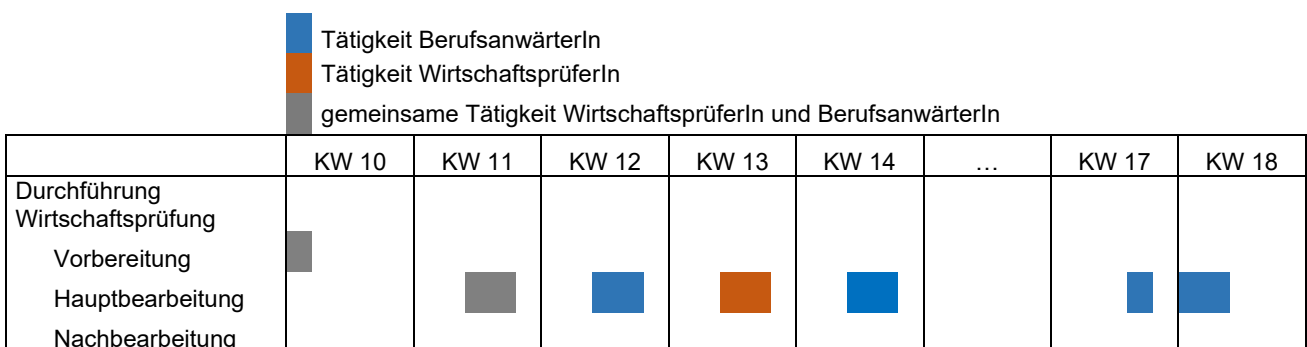 Tätigkeit BerufsanwärterIn
Tätigkeit WirtschaftsprüferIn
gemeinsame Tätigkeit WirtschaftsprüferIn und BerufsanwärterIn
KW 10 KW 11 KW 12 KW 13 KW 14 … KW 17 KW 18
Durchführung
Wirtschaftsprüfung
Vorbereitung
Hauptbearbeitung
Nachbearbeitung